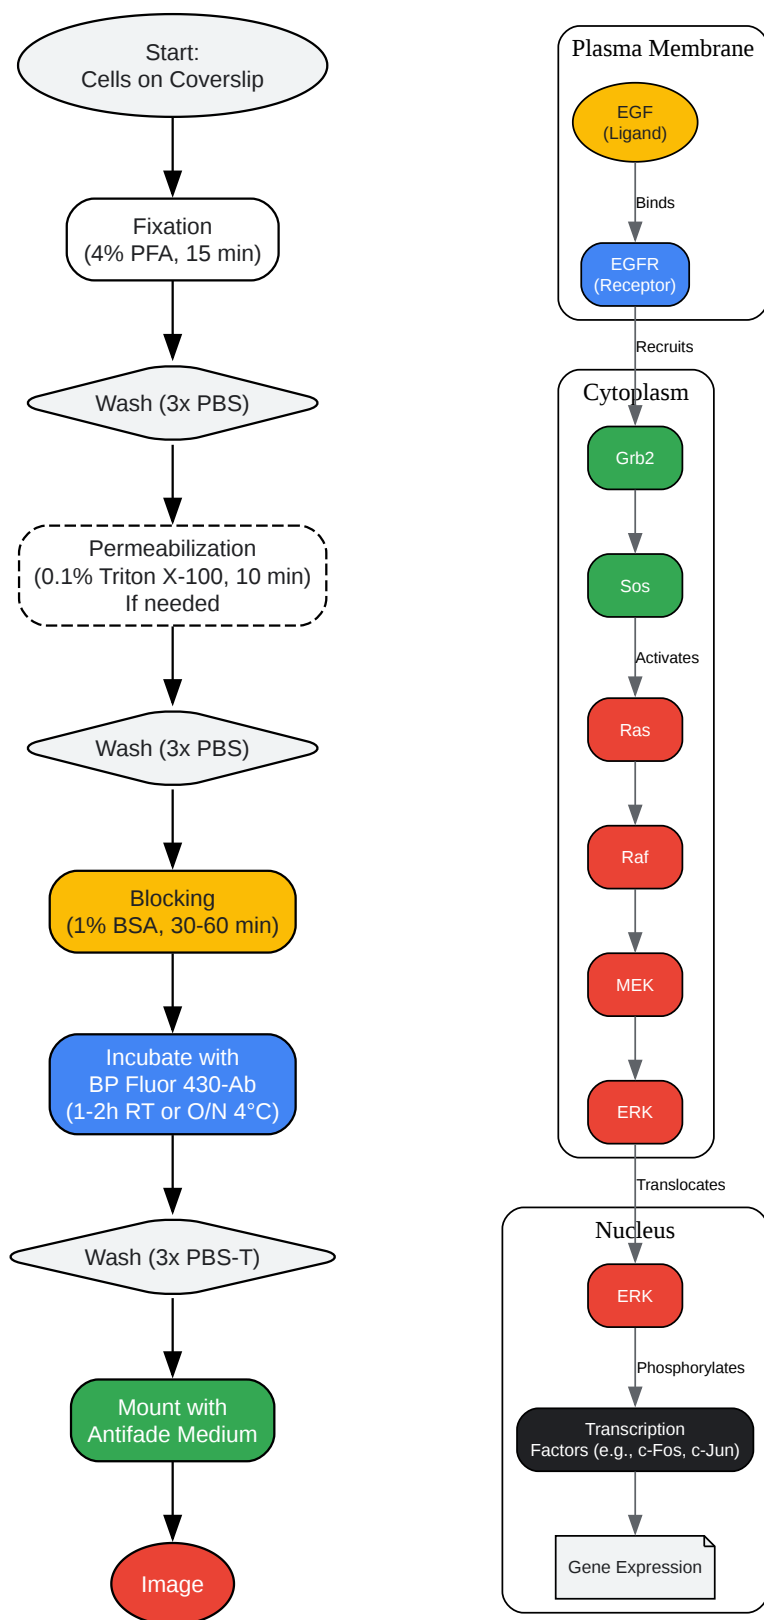 Start:
Cells on Coverslip
Fixation
(4% PFA, 15 min)
Wash (3x PBS)
Permeabilization
(0.1% Triton X-100, 10 min)
If needed
Wash (3x PBS)
Blocking
(1% BSA, 30-60 min)
Incubate with
BP Fluor 430-Ab
(1-2h RT or O/N 4°C)
Wash (3x PBS-T)
Mount with
Antifade Medium
Image
Plasma Membrane
EGF
(Ligand)
Binds
EGFR
(Receptor)
Recruits
Cytoplasm
Grb2
Sos
Activates
Ras
Raf
MEK
ERK
Translocates
Nucleus
ERK
Phosphorylates
Transcription
Factors (e.g., c-Fos, c-Jun)
Gene Expression